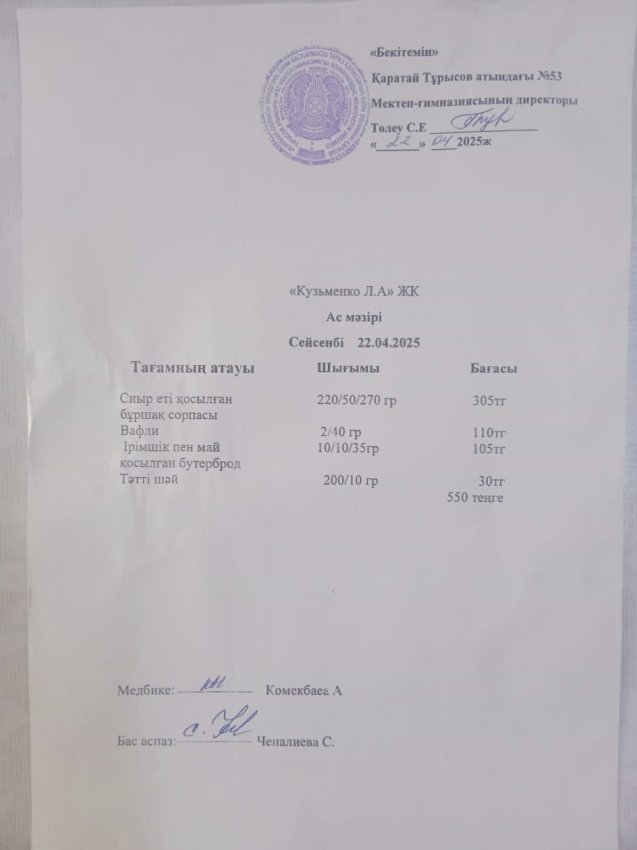 «Бекітемін»
Қаратай Тұрысов атындағы №53
Мектеп-гимназиясының директоры
Төлеу С.Е
«22» 04 2025ж
«Кузьменко Л.А» ЖК
Ас мәзірі
Сейсенбі 22.04.2025
Тағамның атауы Шығымы Бағасы
Сиыр еті қосылған 220/50/270 гр 305тг
бұршақ сорпасы
Вафли 2/40 гр 110тг
Ірімшік пен май 10/10/35гр 105тг
қосылған бутерброд
Тәтті шәй 200/10 гр 30тг
550 теңге
Медбике: Комекбаеа А
Бас аспаз: Ченалиева С.